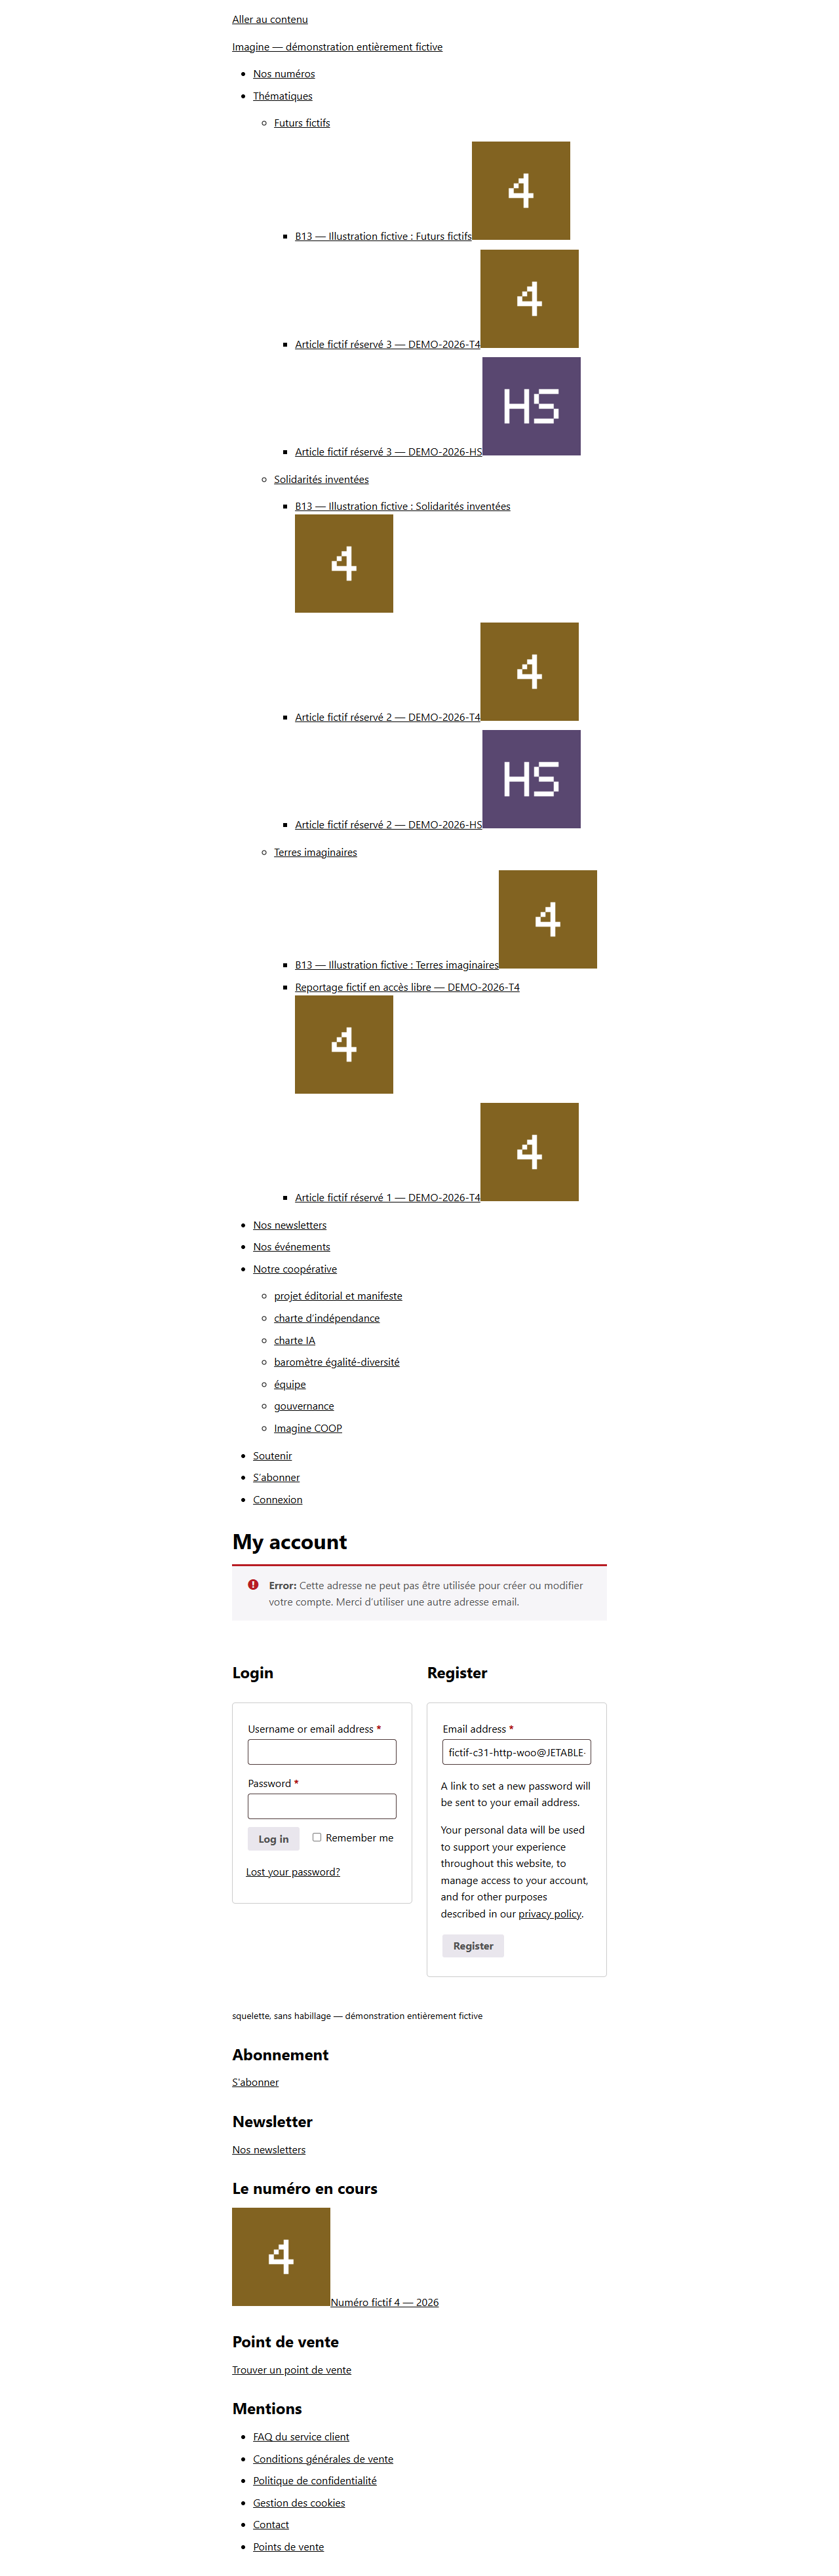 Aller au contenu
Imagine — démonstration entièrement fictive
Nos numéros
Thématiques
Futurs fictifs
4
B13 — Illustration fictive : Futurs fictifs
4
Article fictif réservé 3 — DEMO-2026-T4
HS
Article fictif réservé 3 — DEMO-2026-HS
Solidarités inventées
B13 — Illustration fictive : Solidarités inventées
4
4
Article fictif réservé 2 — DEMO-2026-T4
HS
Article fictif réservé 2 — DEMO-2026-HS
Terres imaginaires
4
B13 — Illustration fictive : Terres imaginaires
Reportage fictif en accès libre — DEMO-2026-T4
4
4
Article fictif réservé 1 — DEMO-2026-T4
Nos newsletters
Nos événements
Notre coopérative
projet éditorial et manifeste
charte d’indépendance
charte IA
baromètre égalité-diversité
équipe
gouvernance
Imagine COOP
Soutenir
S’abonner
Connexion
My account
Error: Cette adresse ne peut pas être utilisée pour créer ou modifier
votre compte. Merci d’utiliser une autre adresse email.
Login
Username or email address *
Password *
Log in
Remember me
Lost your password?
Register
Email address *
fictif-c31-http-woo@JETABLE-
A link to set a new password will
be sent to your email address.
Your personal data will be used
to support your experience
throughout this website, to
manage access to your account,
and for other purposes
described in our privacy policy.
Register
squelette, sans habillage — démonstration entièrement fictive
Abonnement
S'abonner
Newsletter
Nos newsletters
Le numéro en cours
4
Numéro fictif 4 — 2026
Point de vente
Trouver un point de vente
Mentions
FAQ du service client
Conditions générales de vente
Politique de confidentialité
Gestion des cookies
Contact
Points de vente